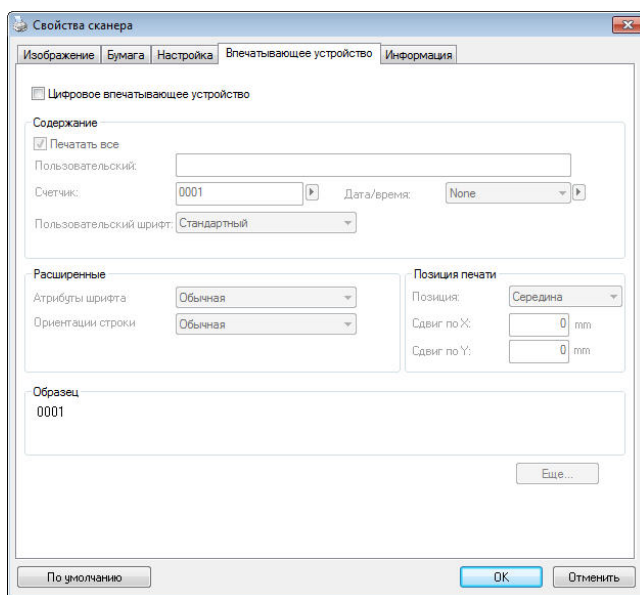 Свойства сканера
Изображение Бумага Настройка Впечатывающее устройство Информация
Цифровое впечатывающее устройство
Содержание
Печатать все
Пользовательский:
Счетчик: 0001 Дата/время: None
Пользовательский шрифт: Стандартный
Расширенные
Атрибуты шрифта Обычная
Ориентации строки Обычная
Позиция печати
Позиция: Середина
Сдвиг по X: 0 mm
Сдвиг по Y: 0 mm
Образец
0001
Еще...
По умолчанию OK Отменить